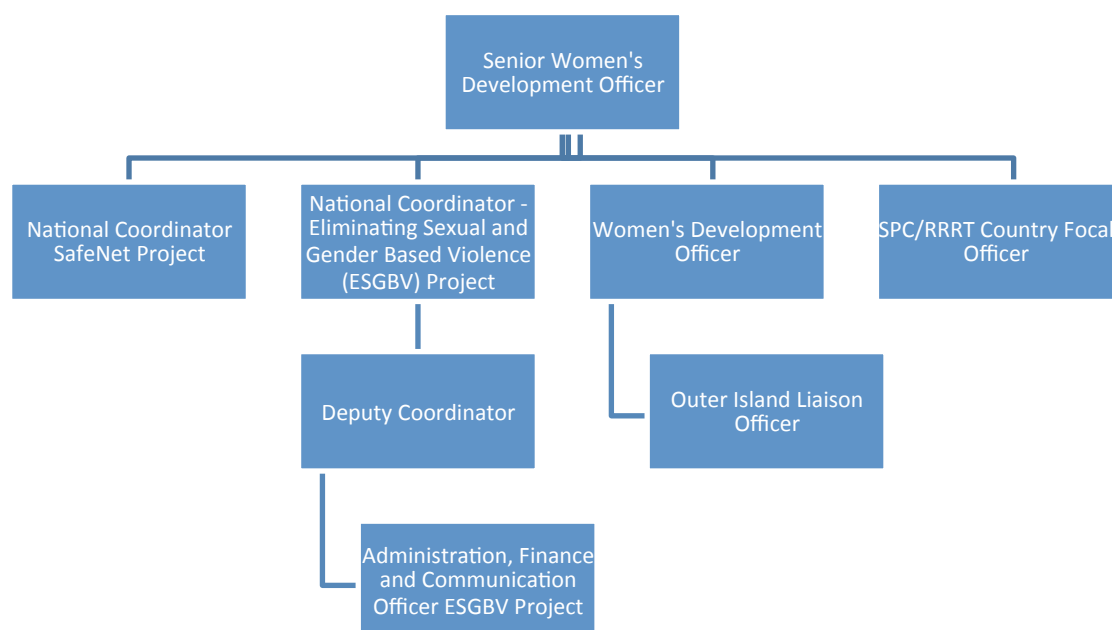 Senior Women's
Development Officer
National Coordinator
SafeNet Project
National Coordinator -
Eliminating Sexual and
Gender Based Violence
(ESGBV) Project
Women's Development
Officer
SPC/RRRT Country Focal
Officer
Deputy Coordinator
Outer Island Liaison
Officer
Administration, Finance
and Communication
Officer ESGBV Project